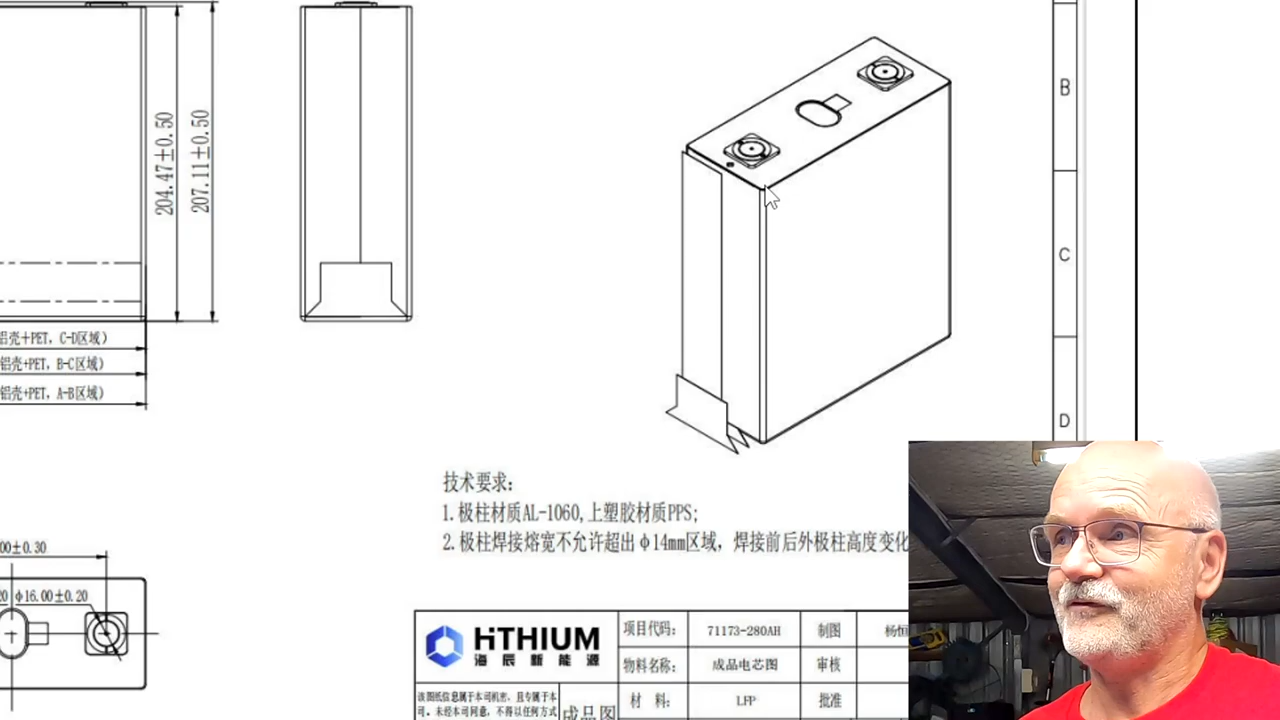 204.47±0.50
207.11±0.50
B
C
D
铝壳+PET, C-D区域)
铝壳+PET, B-C区域)
铝壳+PET, A-B区域)
技术要求:
1.极柱材质AL-1060,上塑胶材质PPS;
2.极柱焊接熔宽不允许超出φ14mm区域，焊接前后外极柱高度变化
00±0.30
20 φ16.00±0.20
HiTHIUM
海辰新能源
项目代码: 71173-280AH 制图 杨恒
物料名称: 成品电芯图 审核
材 料: LFP 批准
该图纸信息属于本司机密，且专属于本
司。未经本司同意，不得以任何方式
成品图